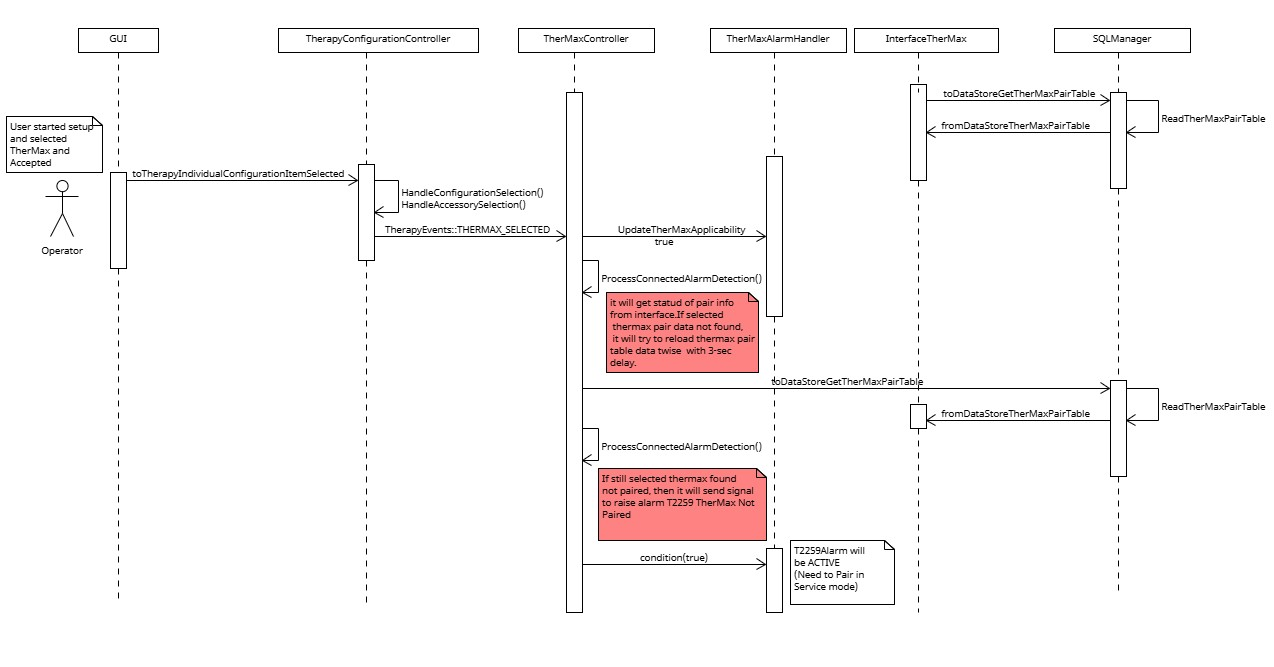 GUI
TherapyConfigurationController
TherMaxController
TherMaxAlarmHandler
InterfaceTherMax
SQLManager
toDataStoreGetTherMaxPairTable
ReadTherMaxPairTable
fromDataStoreTherMaxPairTable
User started setup
and selected
TherMax and
Accepted
toTherapyIndividualConfigurationItemSelected
HandleConfigurationSelection()
HandleAccessorySelection()
Operator
TherapyEvents::THERMAX_SELECTED
UpdateTherMaxApplicability
true
ProcessConnectedAlarmDetection()
it will get statud of pair info
from interface.If selected
thermax pair data not found,
it will try to reload thermax pair
table data twise with 3-sec
delay.
toDataStoreGetTherMaxPairTable
ReadTherMaxPairTable
fromDataStoreTherMaxPairTable
ProcessConnectedAlarmDetection()
If still selected thermax found
not paired, then it will send signal
to raise alarm T2259 TherMax Not
Paired
condition(true)
T2259Alarm will
be ACTIVE
(Need to Pair in
Service mode)